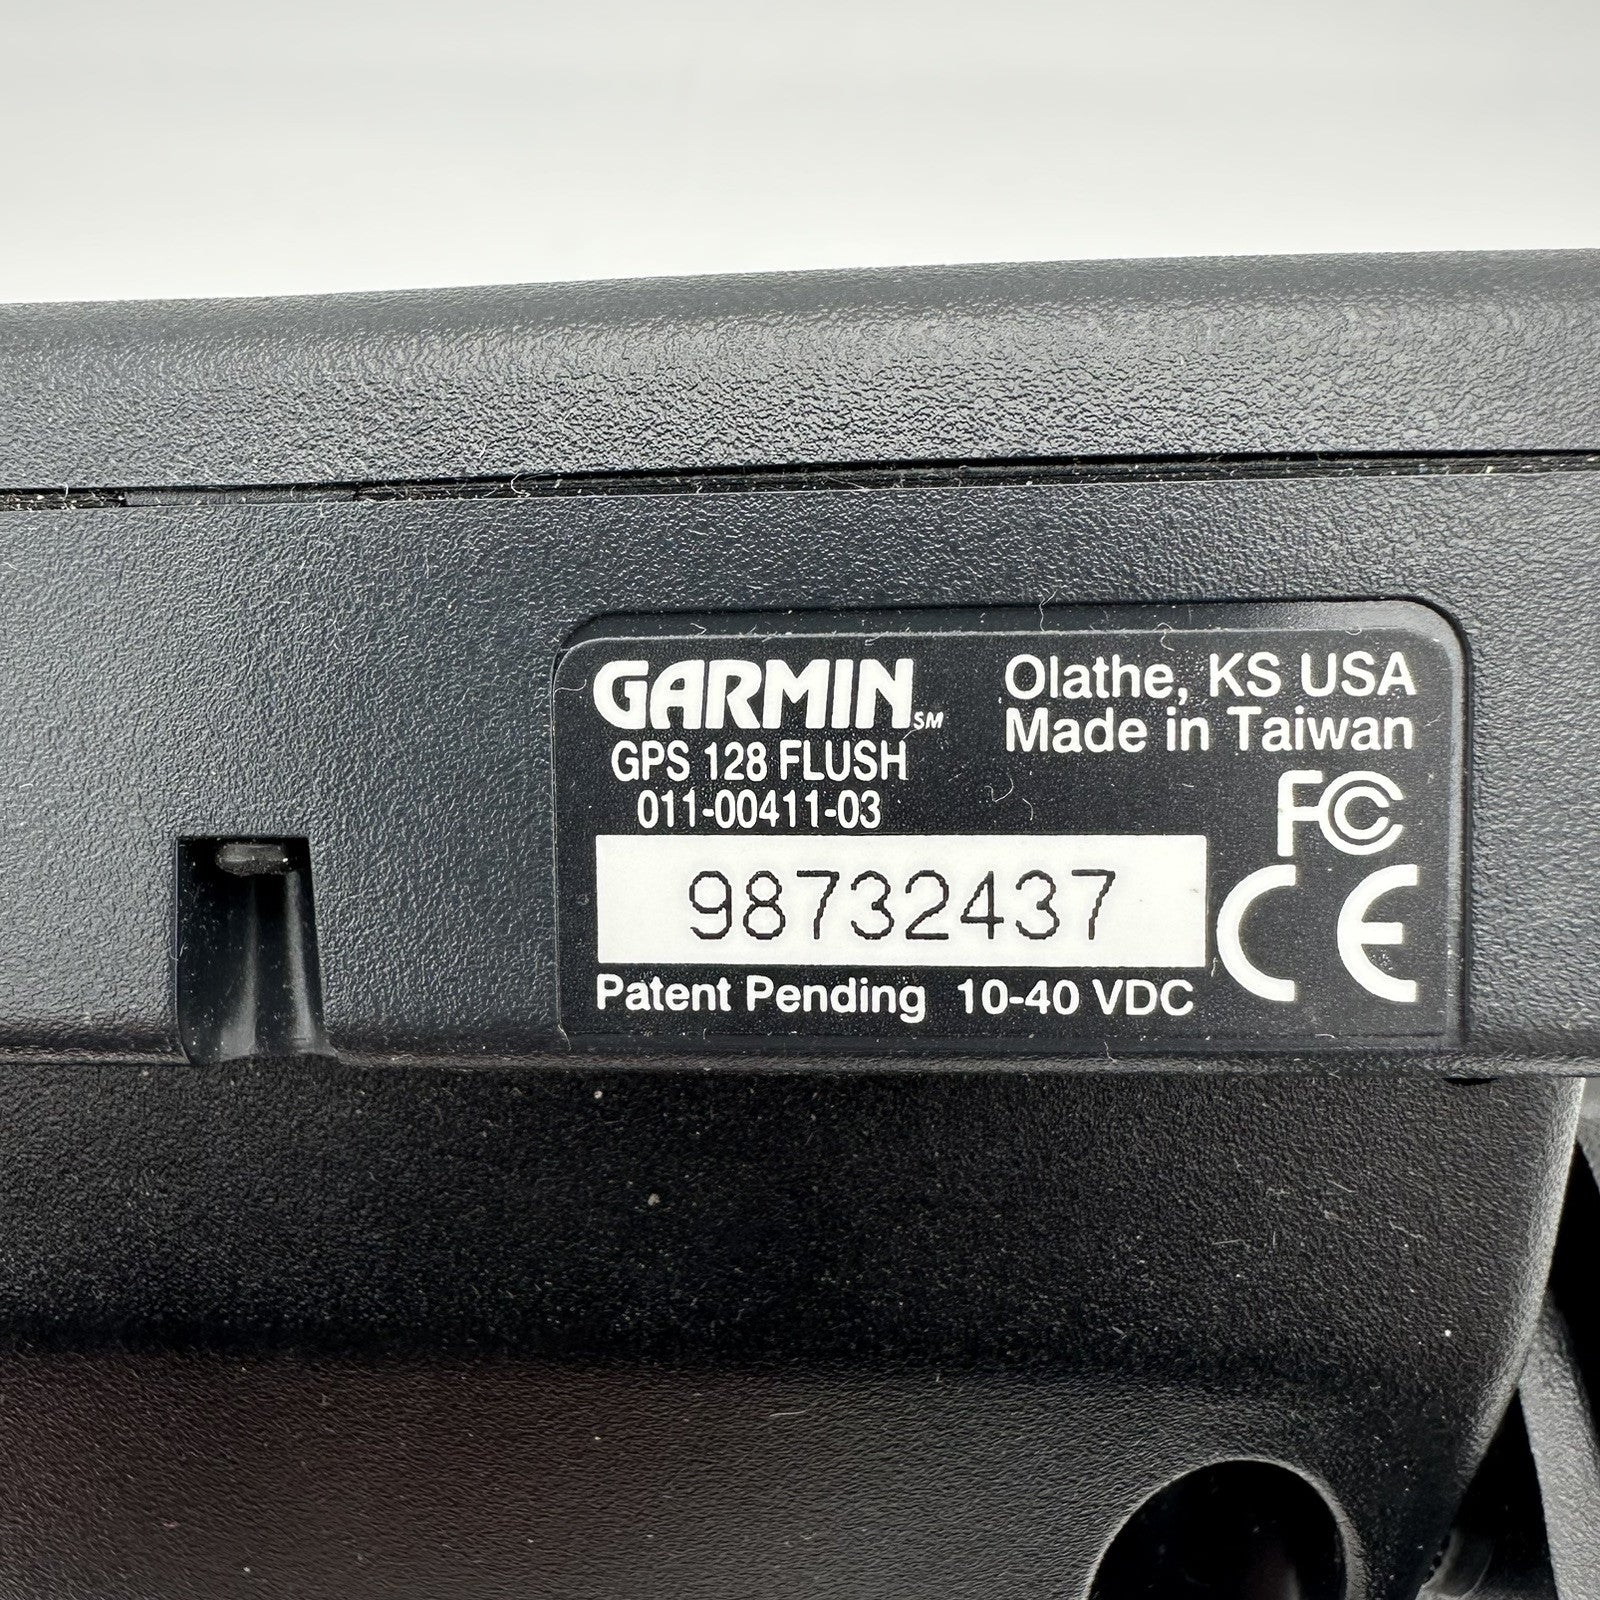 GARMIN SM
GPS 128 FLUSH
011-00411-03
Olathe, KS USA
Made in Taiwan
FC
98732437
CE
Patent Pending 10-40 VDC